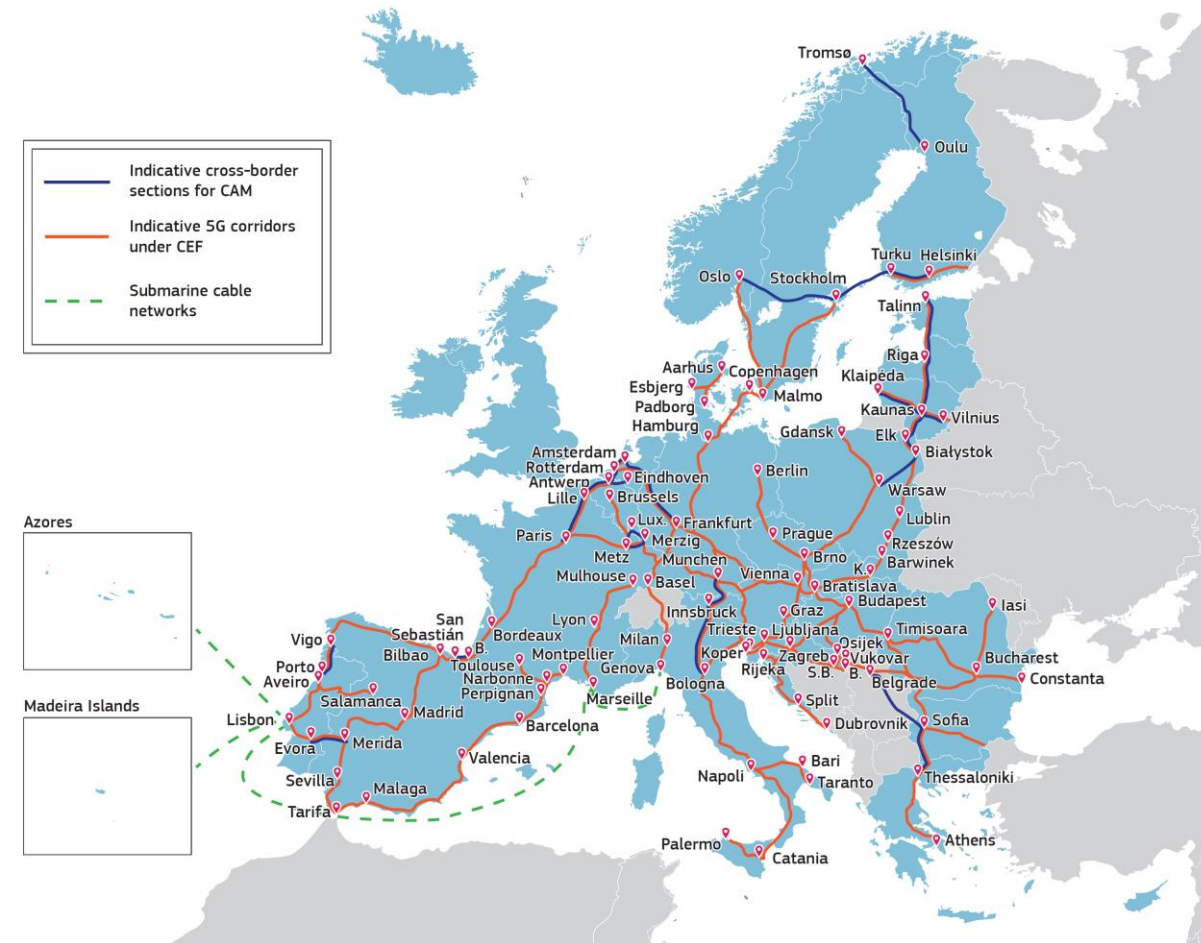 Tromsø
Oulu
Indicative cross-border
sections for CAM
Indicative 5G corridors
under CEF
Submarine cable
networks
Turku
Helsinki
Oslo
Stockholm
Talinn
Riga
Aarhus
Copenhagen
Klaipėda
Esbjerg
Malmo
Padborg
Kaunas
Vilnius
Hamburg
Gdansk
Elk
Białystok
Amsterdam
Rotterdam
Antwerp
Eindhoven
Berlin
Lille
Brussels
Warsaw
Lublin
Azores
Lux.
Frankfurt
Paris
Merzig
Prague
Rzeszów
Metz
Munchen
Brno
Barwinek
Mulhouse
Basel
Vienna
K.
Bratislava
Innsbruck
Budapest
Iasi
San
Sebastián
B.
Bordeaux
Lyon
Graz
Vigo
Bilbao
Milan
Trieste
Ljubljana
Timisoara
Toulouse
Montpellier
Koper
Osijek
Porto
Narbonne
Genova
Zagreb
Vukovar
Bucharest
Aveiro
Perpignan
Marseille
Bologna
Rijeka
S.B.
B.
Belgrade
Constanta
Salamanca
Madeira Islands
Lisbon
Madrid
Barcelona
Split
Dubrovnik
Sofia
Evora
Merida
Valencia
Sevilla
Malaga
Napoli
Bari
Taranto
Thessaloniki
Tarifa
Palermo
Catania
Athens